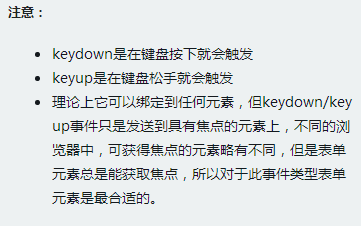 注意：
keydown是在键盘按下就会触发
keyup是在键盘松手就会触发
理论上它可以绑定到任何元素，但keydown/key
up事件只是发送到具有焦点的元素上，不同的浏
览器中，可获得焦点的元素略有不同，但是表单
元素总是能获取焦点，所以对于此事件类型表单
元素是最合适的。